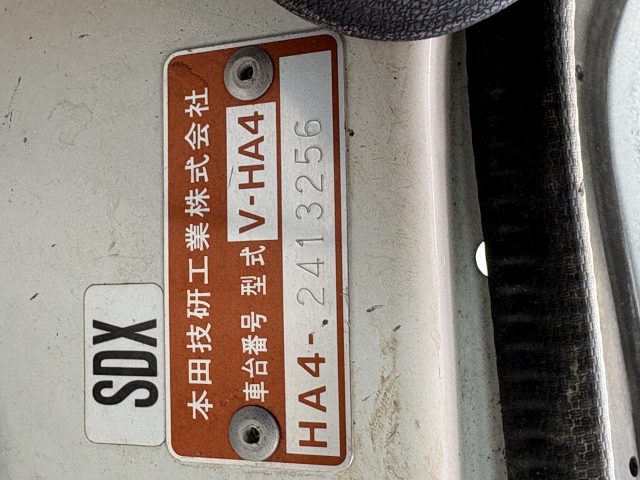 SDX
本田技研工業株式会社
車台番号 型式 V-HA4
HA4-2413256